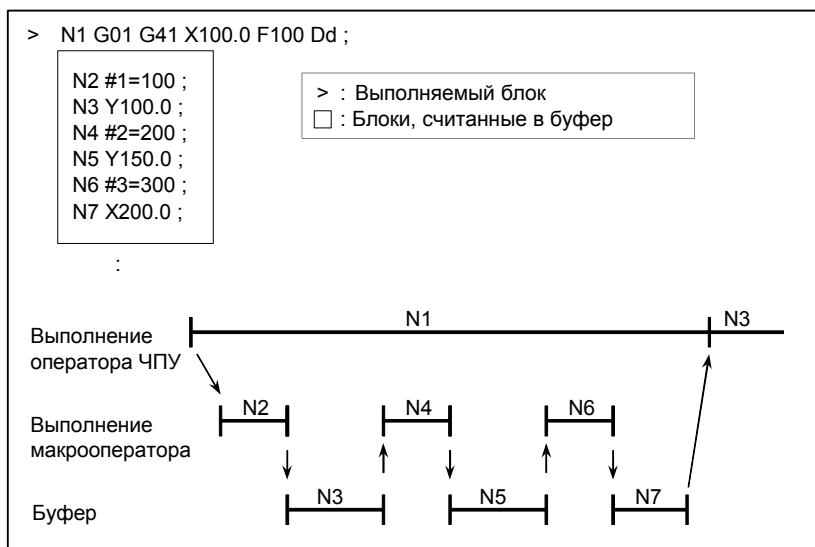 > N1 G01 G41 X100.0 F100 Dd ;
N2 #1=100 ;
N3 Y100.0 ;
N4 #2=200 ;
N5 Y150.0 ;
N6 #3=300 ;
N7 X200.0 ;
:
> : Выполняемый блок
□ : Блоки, считанные в буфер
N1 N3
Выполнение
оператора ЧПУ
N2 N4 N6
Выполнение
макрооператора
N3 N5 N7
Буфер